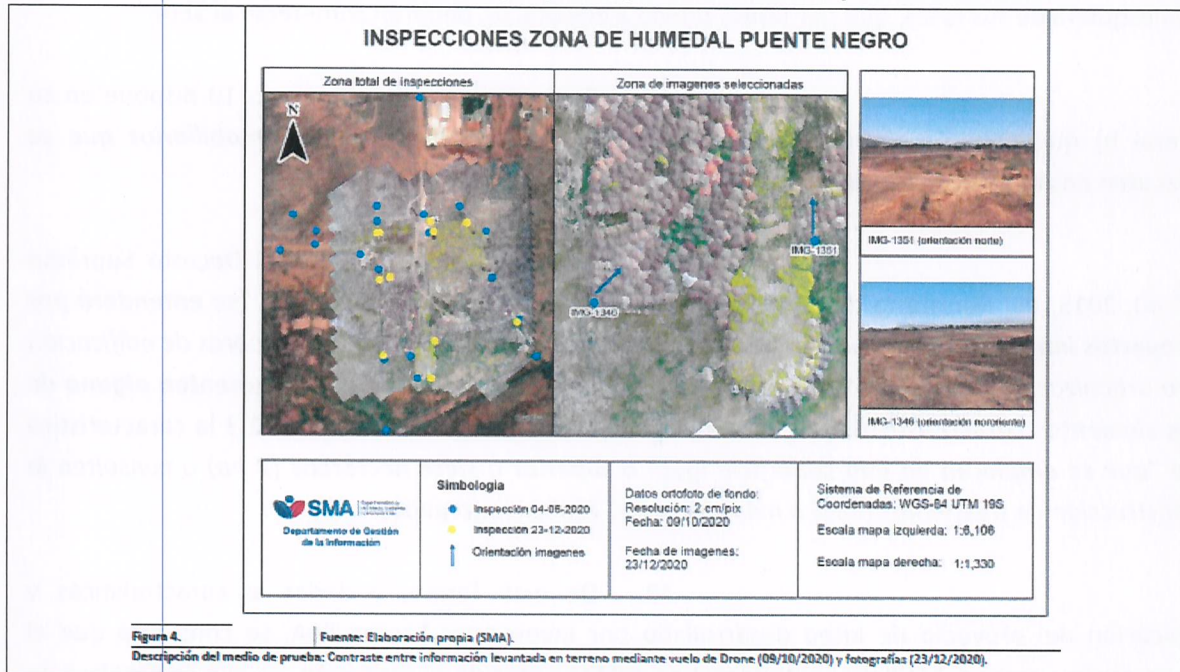 INSPECCIONES ZONA DE HUMEDAL PUENTE NEGRO
Zona total de inspecciones
Zona de imagenes seleccionadas
N
IMG-1351
IMG-1346
IMG-1351 (orientación norte)
IMG-1346 (orientación nororiente)
SMA
Departamento de Gestión
de la Información
Simbología
Inspección 04-06-2020
Inspección 23-12-2020
Orientación imagenes
Datos ortofoto de fondo:
Resolución: 2 cm/pix
Fecha: 09/10/2020
Fecha de imagenes:
23/12/2020
Sistema de Referencia de
Coordenadas: WGS-84 UTM 19S
Escala mapa izquierda: 1:6,106
Escala mapa derecha: 1:1,330
Figura 4. Fuente: Elaboración propia (SMA).
Descripción del medio de prueba: Contraste entre información levantada en terreno mediante vuelo de Drone (09/10/2020) y fotografías (23/12/2020).